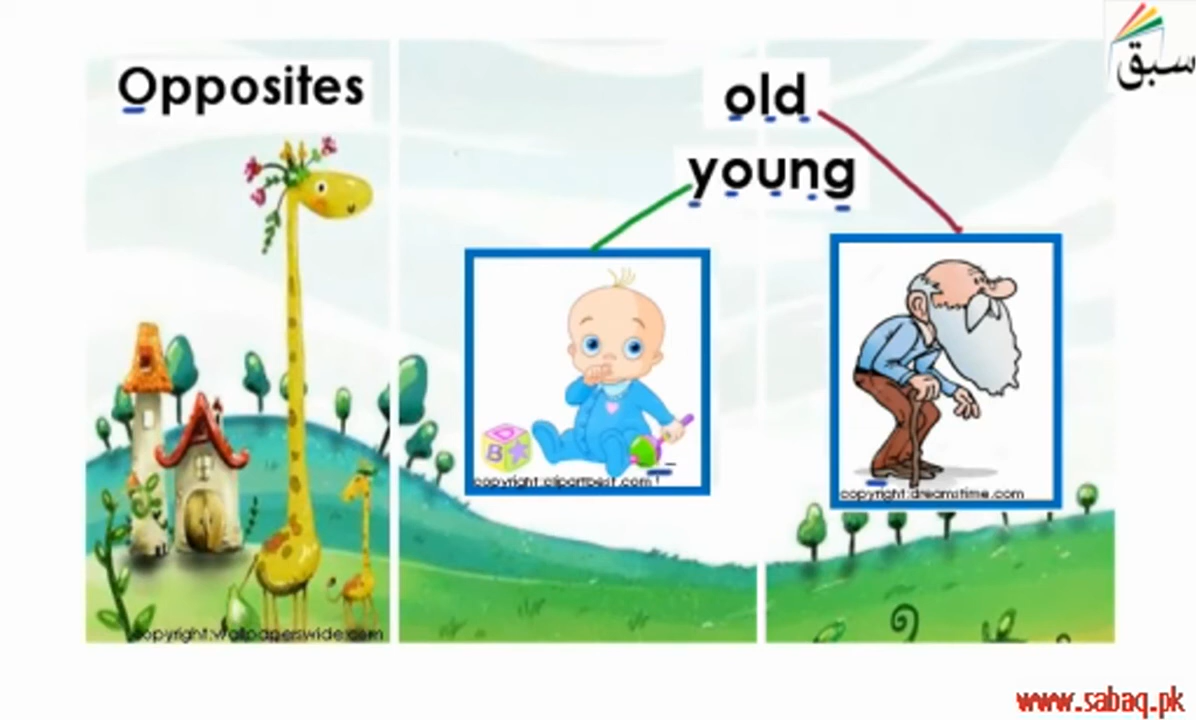 سبق
Opposites
old
young
B
copyright:clipartbest.com
copyright:dreamstime.com
copyright:wallpaperswide.com
www.sabaq.pk